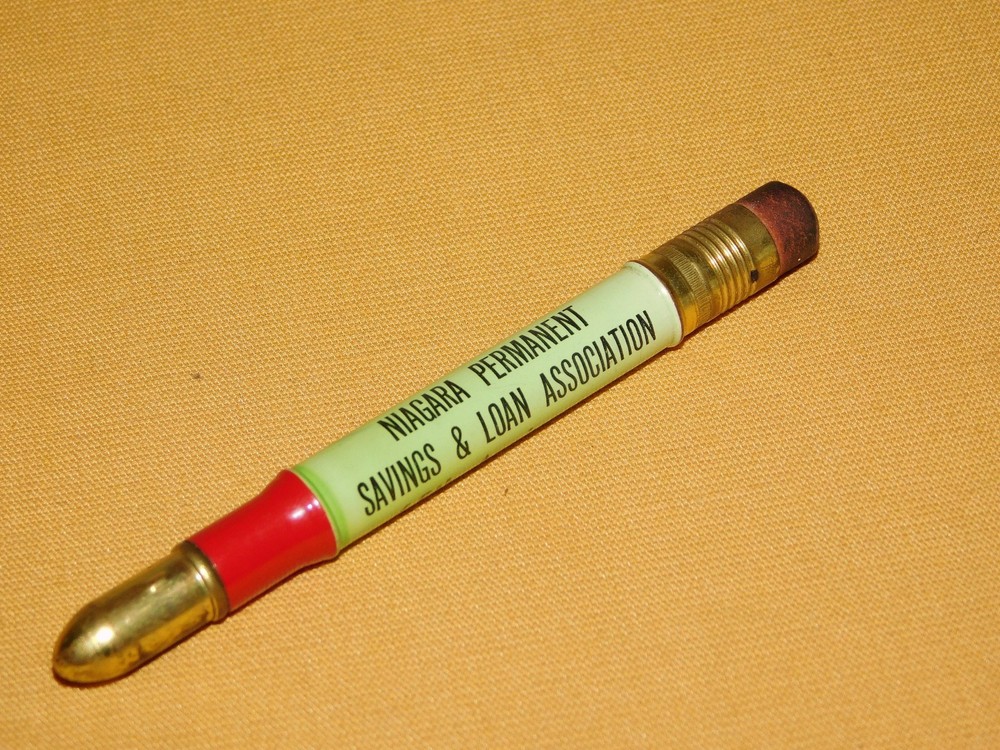 NIAGARA PERMANENT
SAVINGS & LOAN ASSOCIATION